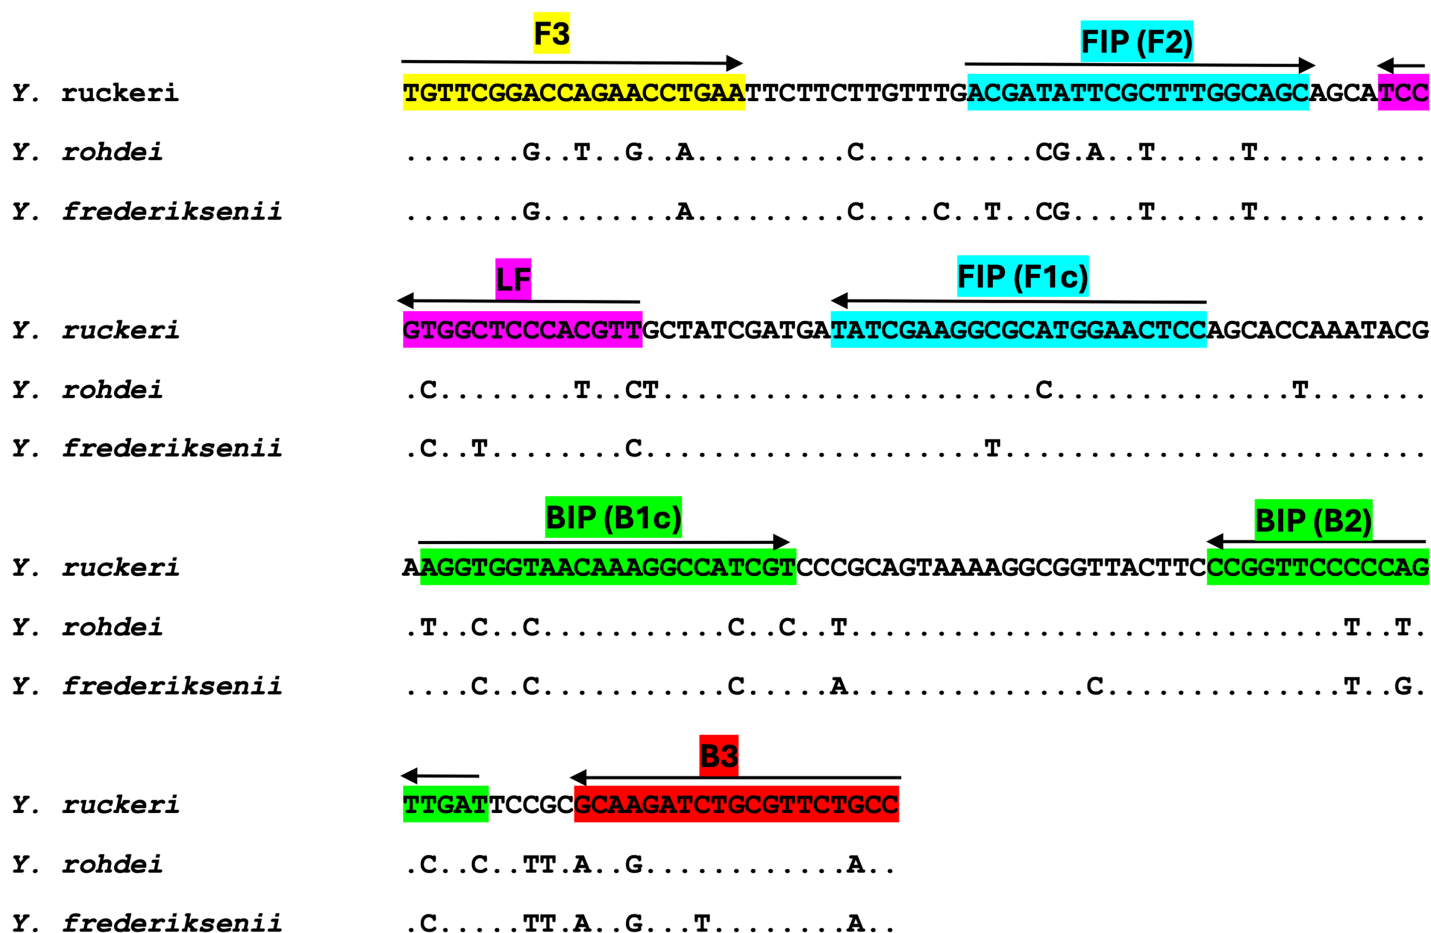 F3 FIP (F2)
Y. ruckeri TGTTCGGACCAGAACCTGAATTCTTCTTGTTTGACGATATTCGCTTTGGCAGCAGCATCC
Y. rohdei .......G..T..G..A.........C..........CG.A..T.....T..........
Y. frederiksenii .......G........A.........C....C..T..CG....T.....T..........
LF FIP (F1c)
Y. ruckeri GTGGCTCCCACGTTGCTATCGATGATATCGAAGGCGCATGGAACTCCAGCACCAAATACG
Y. rohdei .C........T..CT......................C..............T.......
Y. frederiksenii .C..T........C....................T.........................
BIP (B1c) BIP (B2)
Y. ruckeri AAGGTGGTAACAAAGGCCATCGTCCCGCAGTAAAAGGCGGTTACTTCCCGGTTCCCCCAG
Y. rohdei .T..C..C...........C..C..T.............................T..T.
Y. frederiksenii ....C..C...........C.....A..............C..............T..G.
B3
Y. ruckeri TTGATTCCGCGCAAGATCTGCGTTCTGCC
Y. rohdei .C..C..TT.A..G............A..
Y. frederiksenii .C.....TT.A..G...T........A..